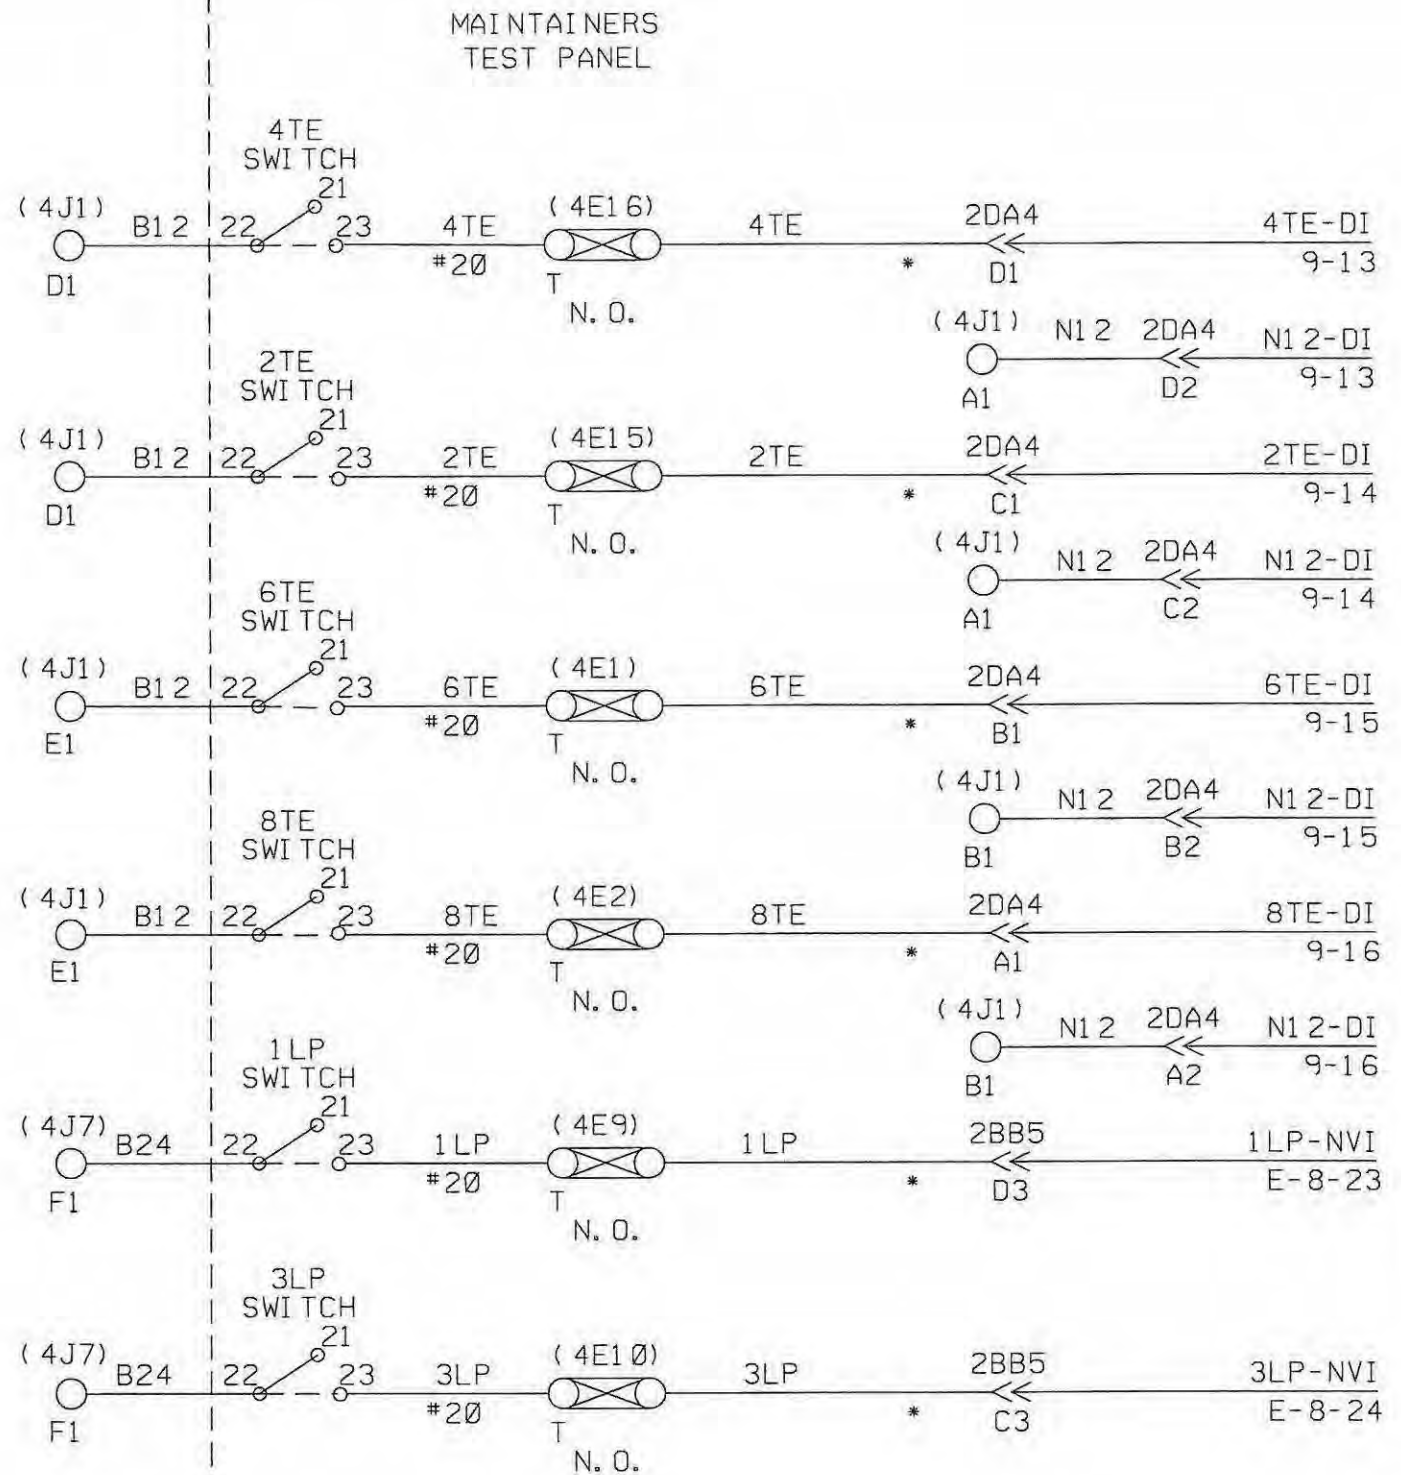 MAINTAINERS
TEST PANEL
4TE
SWITCH
21
(4J1)
B12
22
23
4TE
(4E16)
4TE
2DA4
4TE-DI
D1
#20
T
N.O.
*
D1
9-13
(4J1)
N12
2DA4
N12-DI
A1
D2
9-13
2TE
SWITCH
21
(4J1)
B12
22
23
2TE
(4E15)
2TE
2DA4
2TE-DI
D1
#20
T
N.O.
*
C1
9-14
(4J1)
N12
2DA4
N12-DI
A1
C2
9-14
6TE
SWITCH
21
(4J1)
B12
22
23
6TE
(4E1)
6TE
2DA4
6TE-DI
E1
#20
T
N.O.
*
B1
9-15
(4J1)
N12
2DA4
N12-DI
B1
B2
9-15
8TE
SWITCH
21
(4J1)
B12
22
23
8TE
(4E2)
8TE
2DA4
8TE-DI
E1
#20
T
N.O.
*
A1
9-16
(4J1)
N12
2DA4
N12-DI
B1
A2
9-16
1LP
SWITCH
21
(4J7)
B24
22
23
1LP
(4E9)
1LP
2BB5
1LP-NVI
F1
#20
T
N.O.
*
D3
E-8-23
3LP
SWITCH
21
(4J7)
B24
22
23
3LP
(4E10)
3LP
2BB5
3LP-NVI
F1
#20
T
N.O.
*
C3
E-8-24